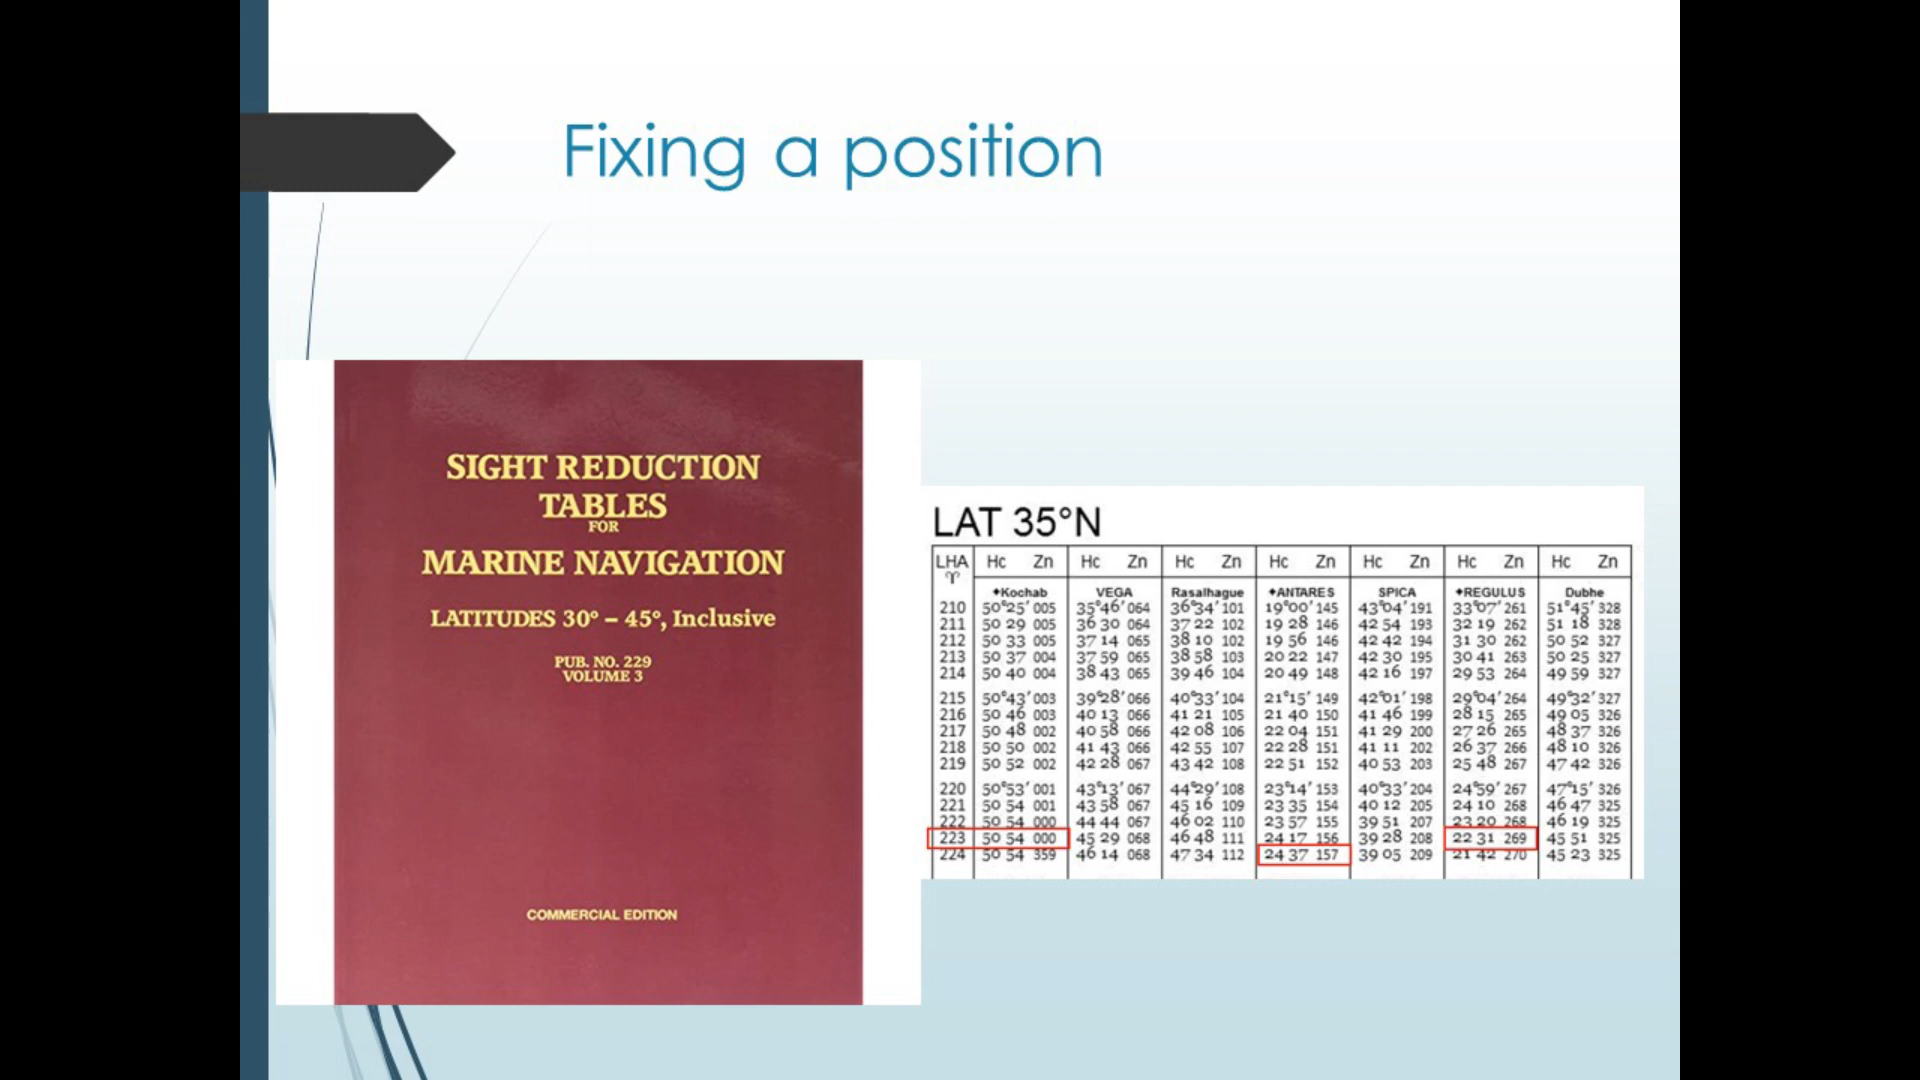 Fixing a position
SIGHT REDUCTION
TABLES
FOR
MARINE NAVIGATION
LATITUDES 30° – 45°, Inclusive
PUB. NO. 229
VOLUME 3
COMMERCIAL EDITION
LAT 35°N
LHA Hc Zn Hc Zn Hc Zn Hc Zn Hc Zn Hc Zn Hc Zn
♈
♦Kochab VEGA Rasalhague ♦ANTARES SPICA ♦REGULUS Dubhe
210 50°25′ 005 35°46′ 064 36°34′ 101 19°00′ 145 43°04′ 191 33°07′ 261 51°45′ 328
211 50 29 005 36 30 064 37 22 102 19 28 146 42 54 193 32 19 262 51 18 328
212 50 33 005 37 14 065 38 10 102 19 56 146 42 42 194 31 30 262 50 52 327
213 50 37 004 37 59 065 38 58 103 20 22 147 42 30 195 30 41 263 50 25 327
214 50 40 004 38 43 065 39 46 104 20 49 148 42 16 197 29 53 264 49 59 327
215 50°43′ 003 39°28′ 066 40°33′ 104 21°15′ 149 42°01′ 198 29°04′ 264 49°32′ 327
216 50 46 003 40 13 066 41 21 105 21 40 150 41 46 199 28 15 265 49 05 326
217 50 48 002 40 58 066 42 08 106 22 04 151 41 29 200 27 26 265 48 37 326
218 50 50 002 41 43 066 42 55 107 22 28 151 41 11 202 26 37 266 48 10 326
219 50 52 002 42 28 067 43 42 108 22 51 152 40 53 203 25 48 267 47 42 326
220 50°53′ 001 43°13′ 067 44°29′ 108 23°14′ 153 40°33′ 204 24°59′ 267 47°15′ 326
221 50 54 001 43 58 067 45 16 109 23 35 154 40 12 205 24 10 268 46 47 325
222 50 54 000 44 44 067 46 02 110 23 57 155 39 51 207 23 20 268 46 19 325
223 50 54 000 45 29 068 46 48 111 24 17 156 39 28 208 22 31 269 45 51 325
224 50 54 359 46 14 068 47 34 112 24 37 157 39 05 209 21 42 270 45 23 325